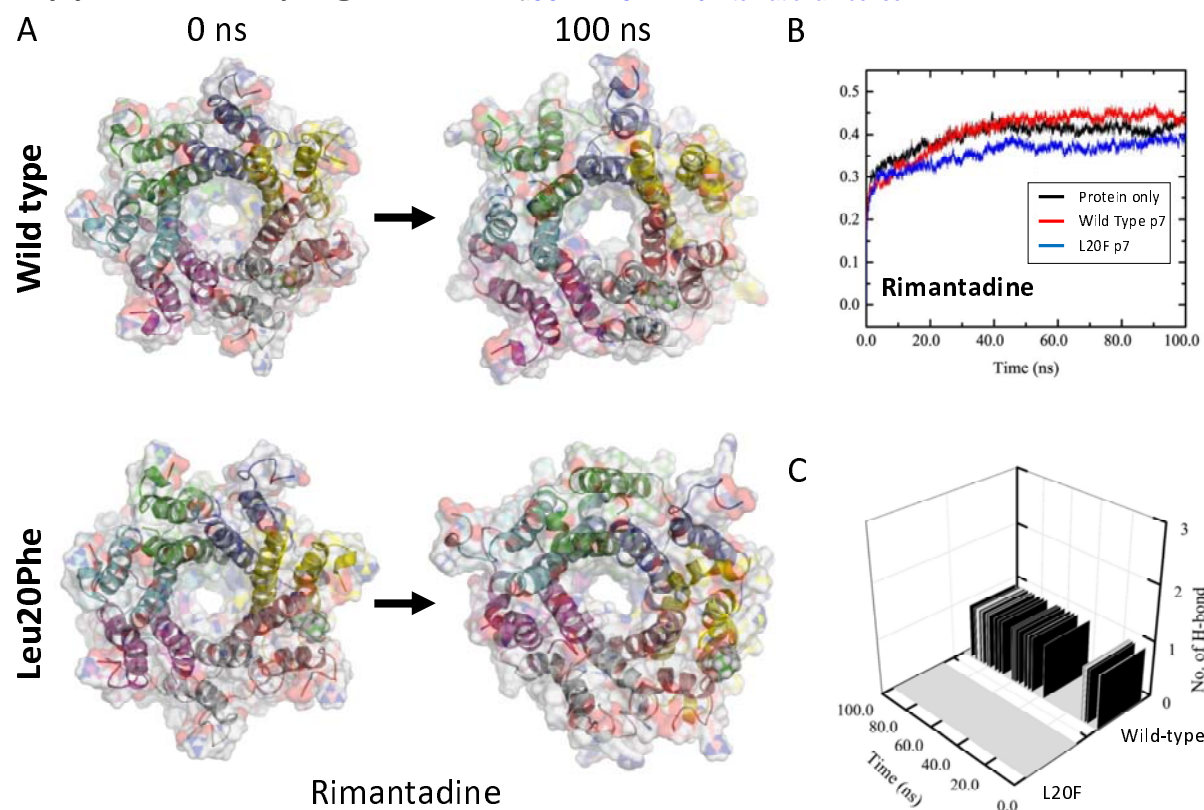 A
0 ns
100 ns
B
Wild type
0.5
0.4
0.3
0.2
0.1
0.0
Protein only
Wild Type p7
L20F p7
Rimantadine
0.0
20.0
40.0
60.0
80.0
100.0
Time (ns)
Leu20Phe
C
3
2
1
0
No. of H-bond
100.0
80.0
60.0
40.0
20.0
0.0
Time (ns)
Wild-type
L20F
Rimantadine